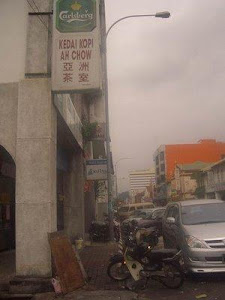 Carlsberg
KEDAI KOPI
AH CHOW
亞洲
茶室